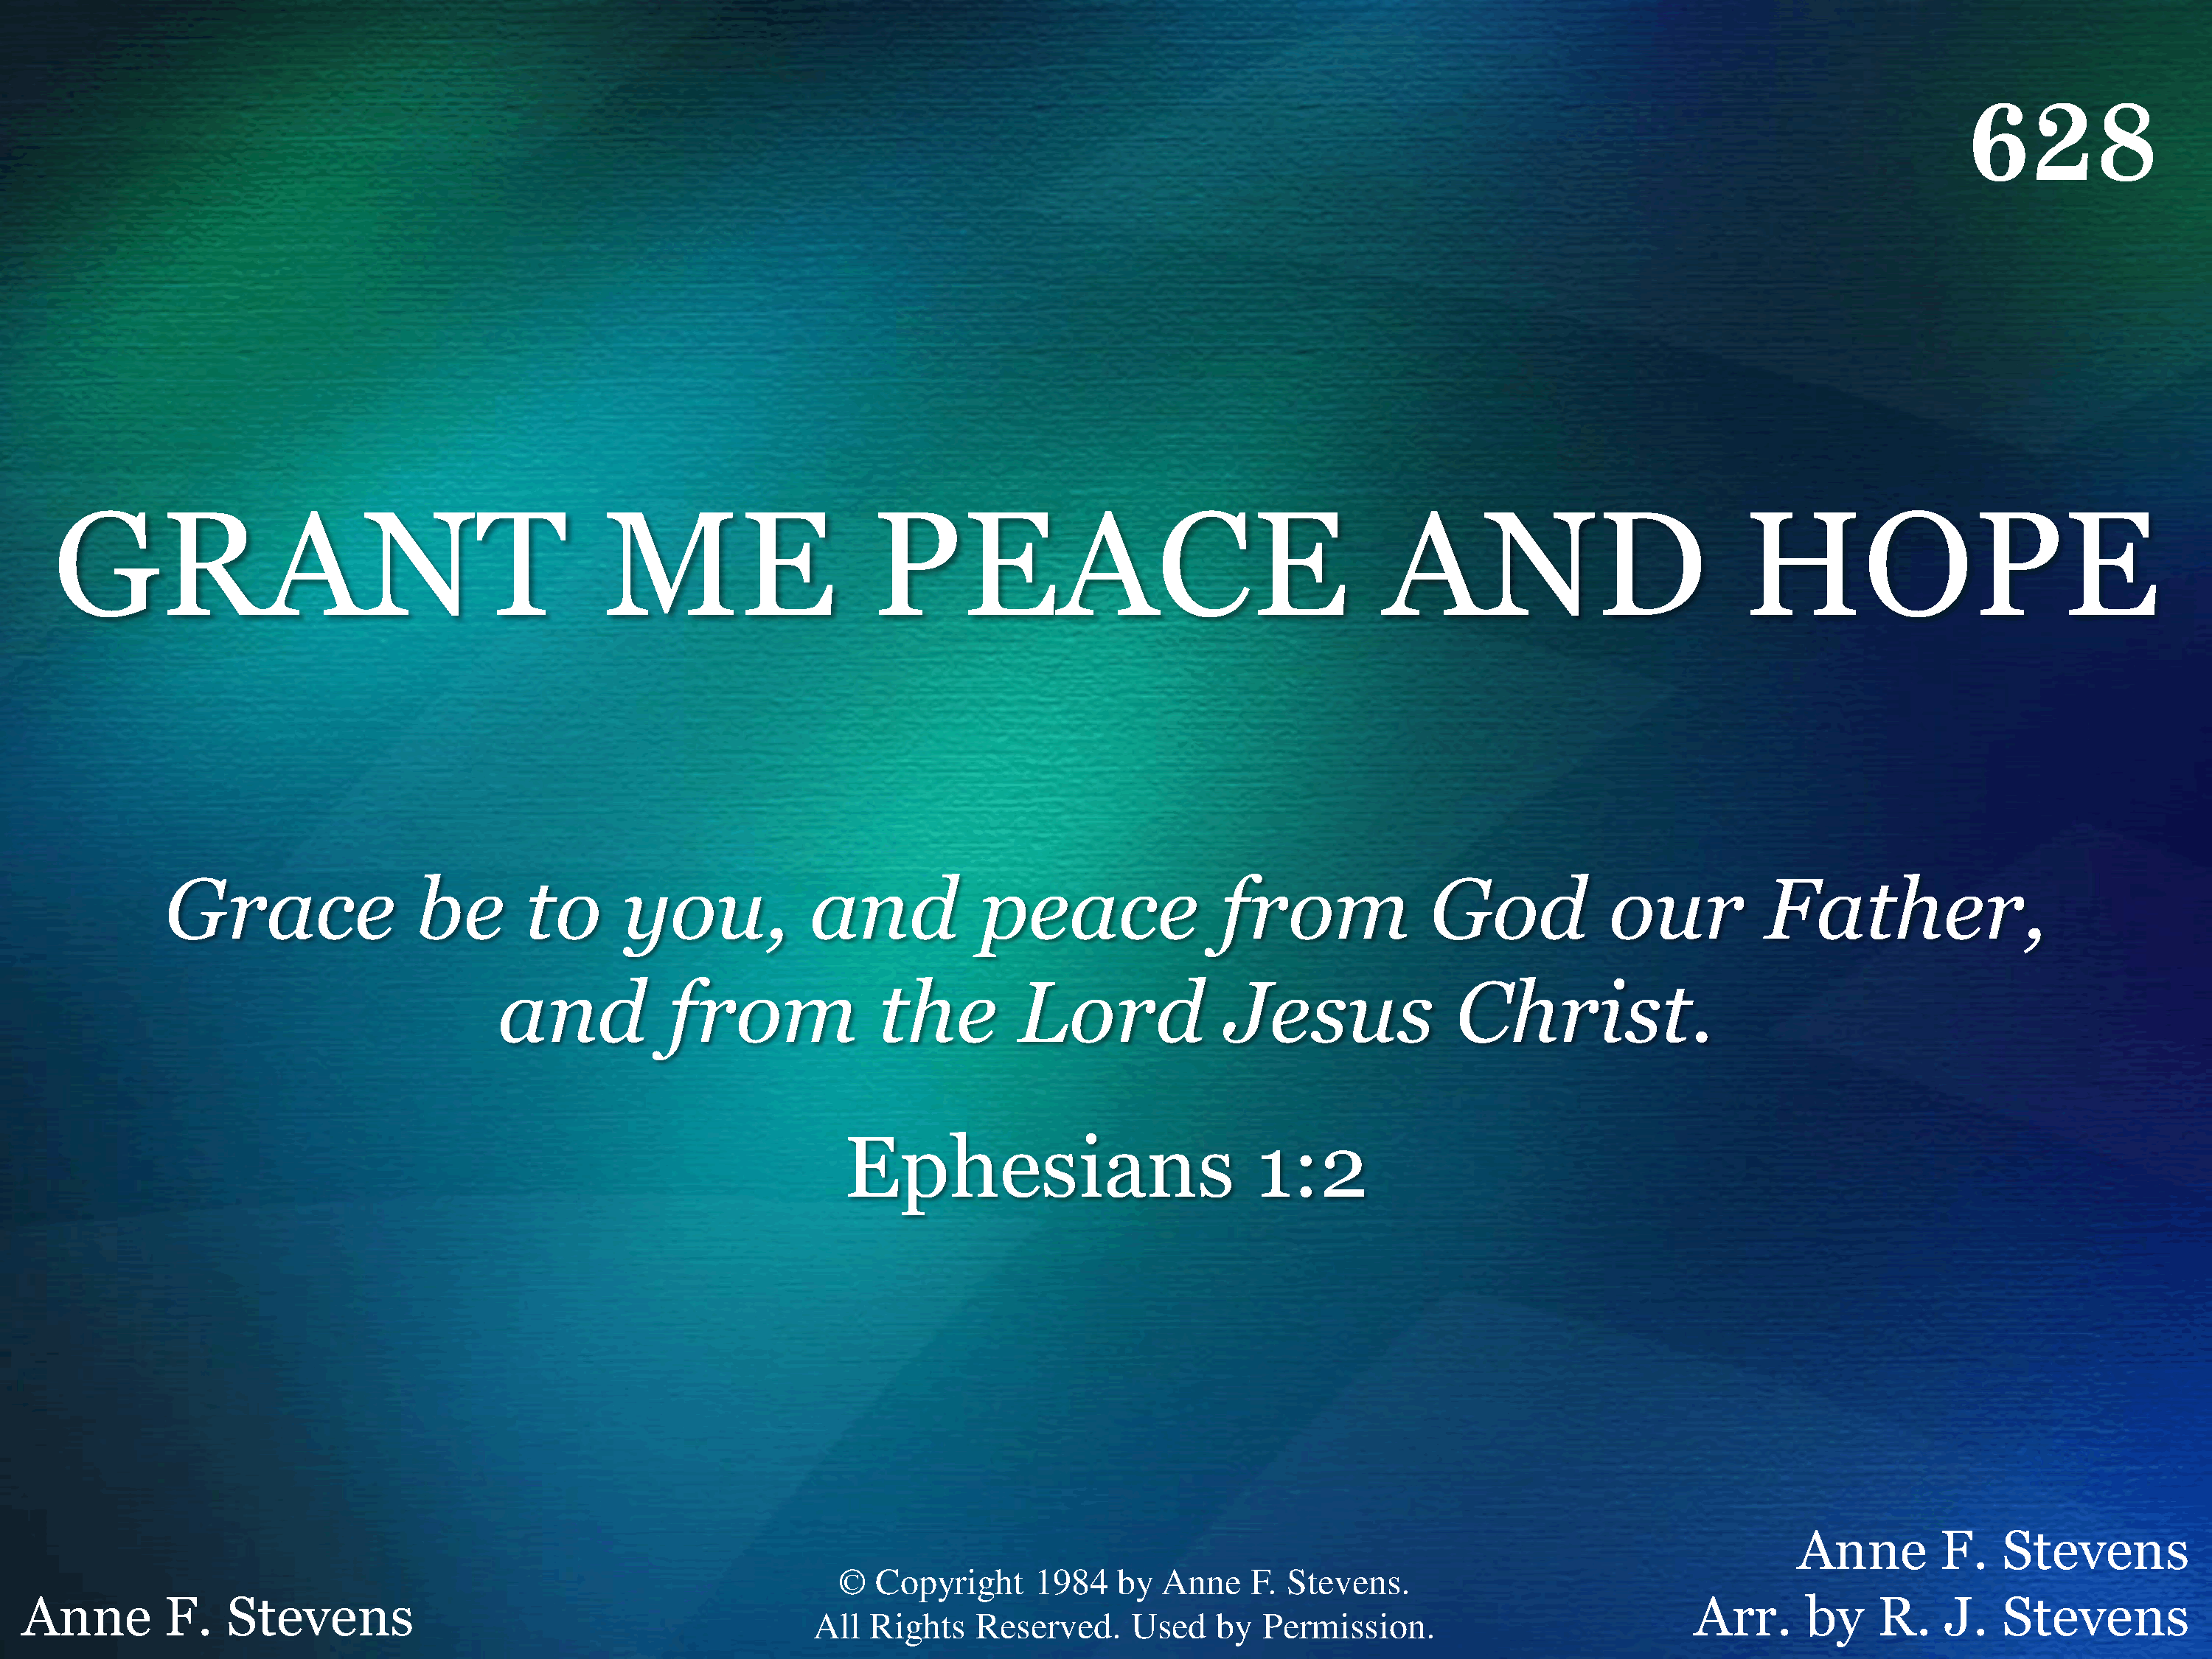 628
GRANT ME PEACE AND HOPE
Grace be to you, and peace from God our Father,
and from the Lord Jesus Christ.
Ephesians 1:2
Anne F. Stevens
© Copyright 1984 by Anne F. Stevens.
All Rights Reserved. Used by Permission.
Anne F. Stevens
Arr. by R. J. Stevens